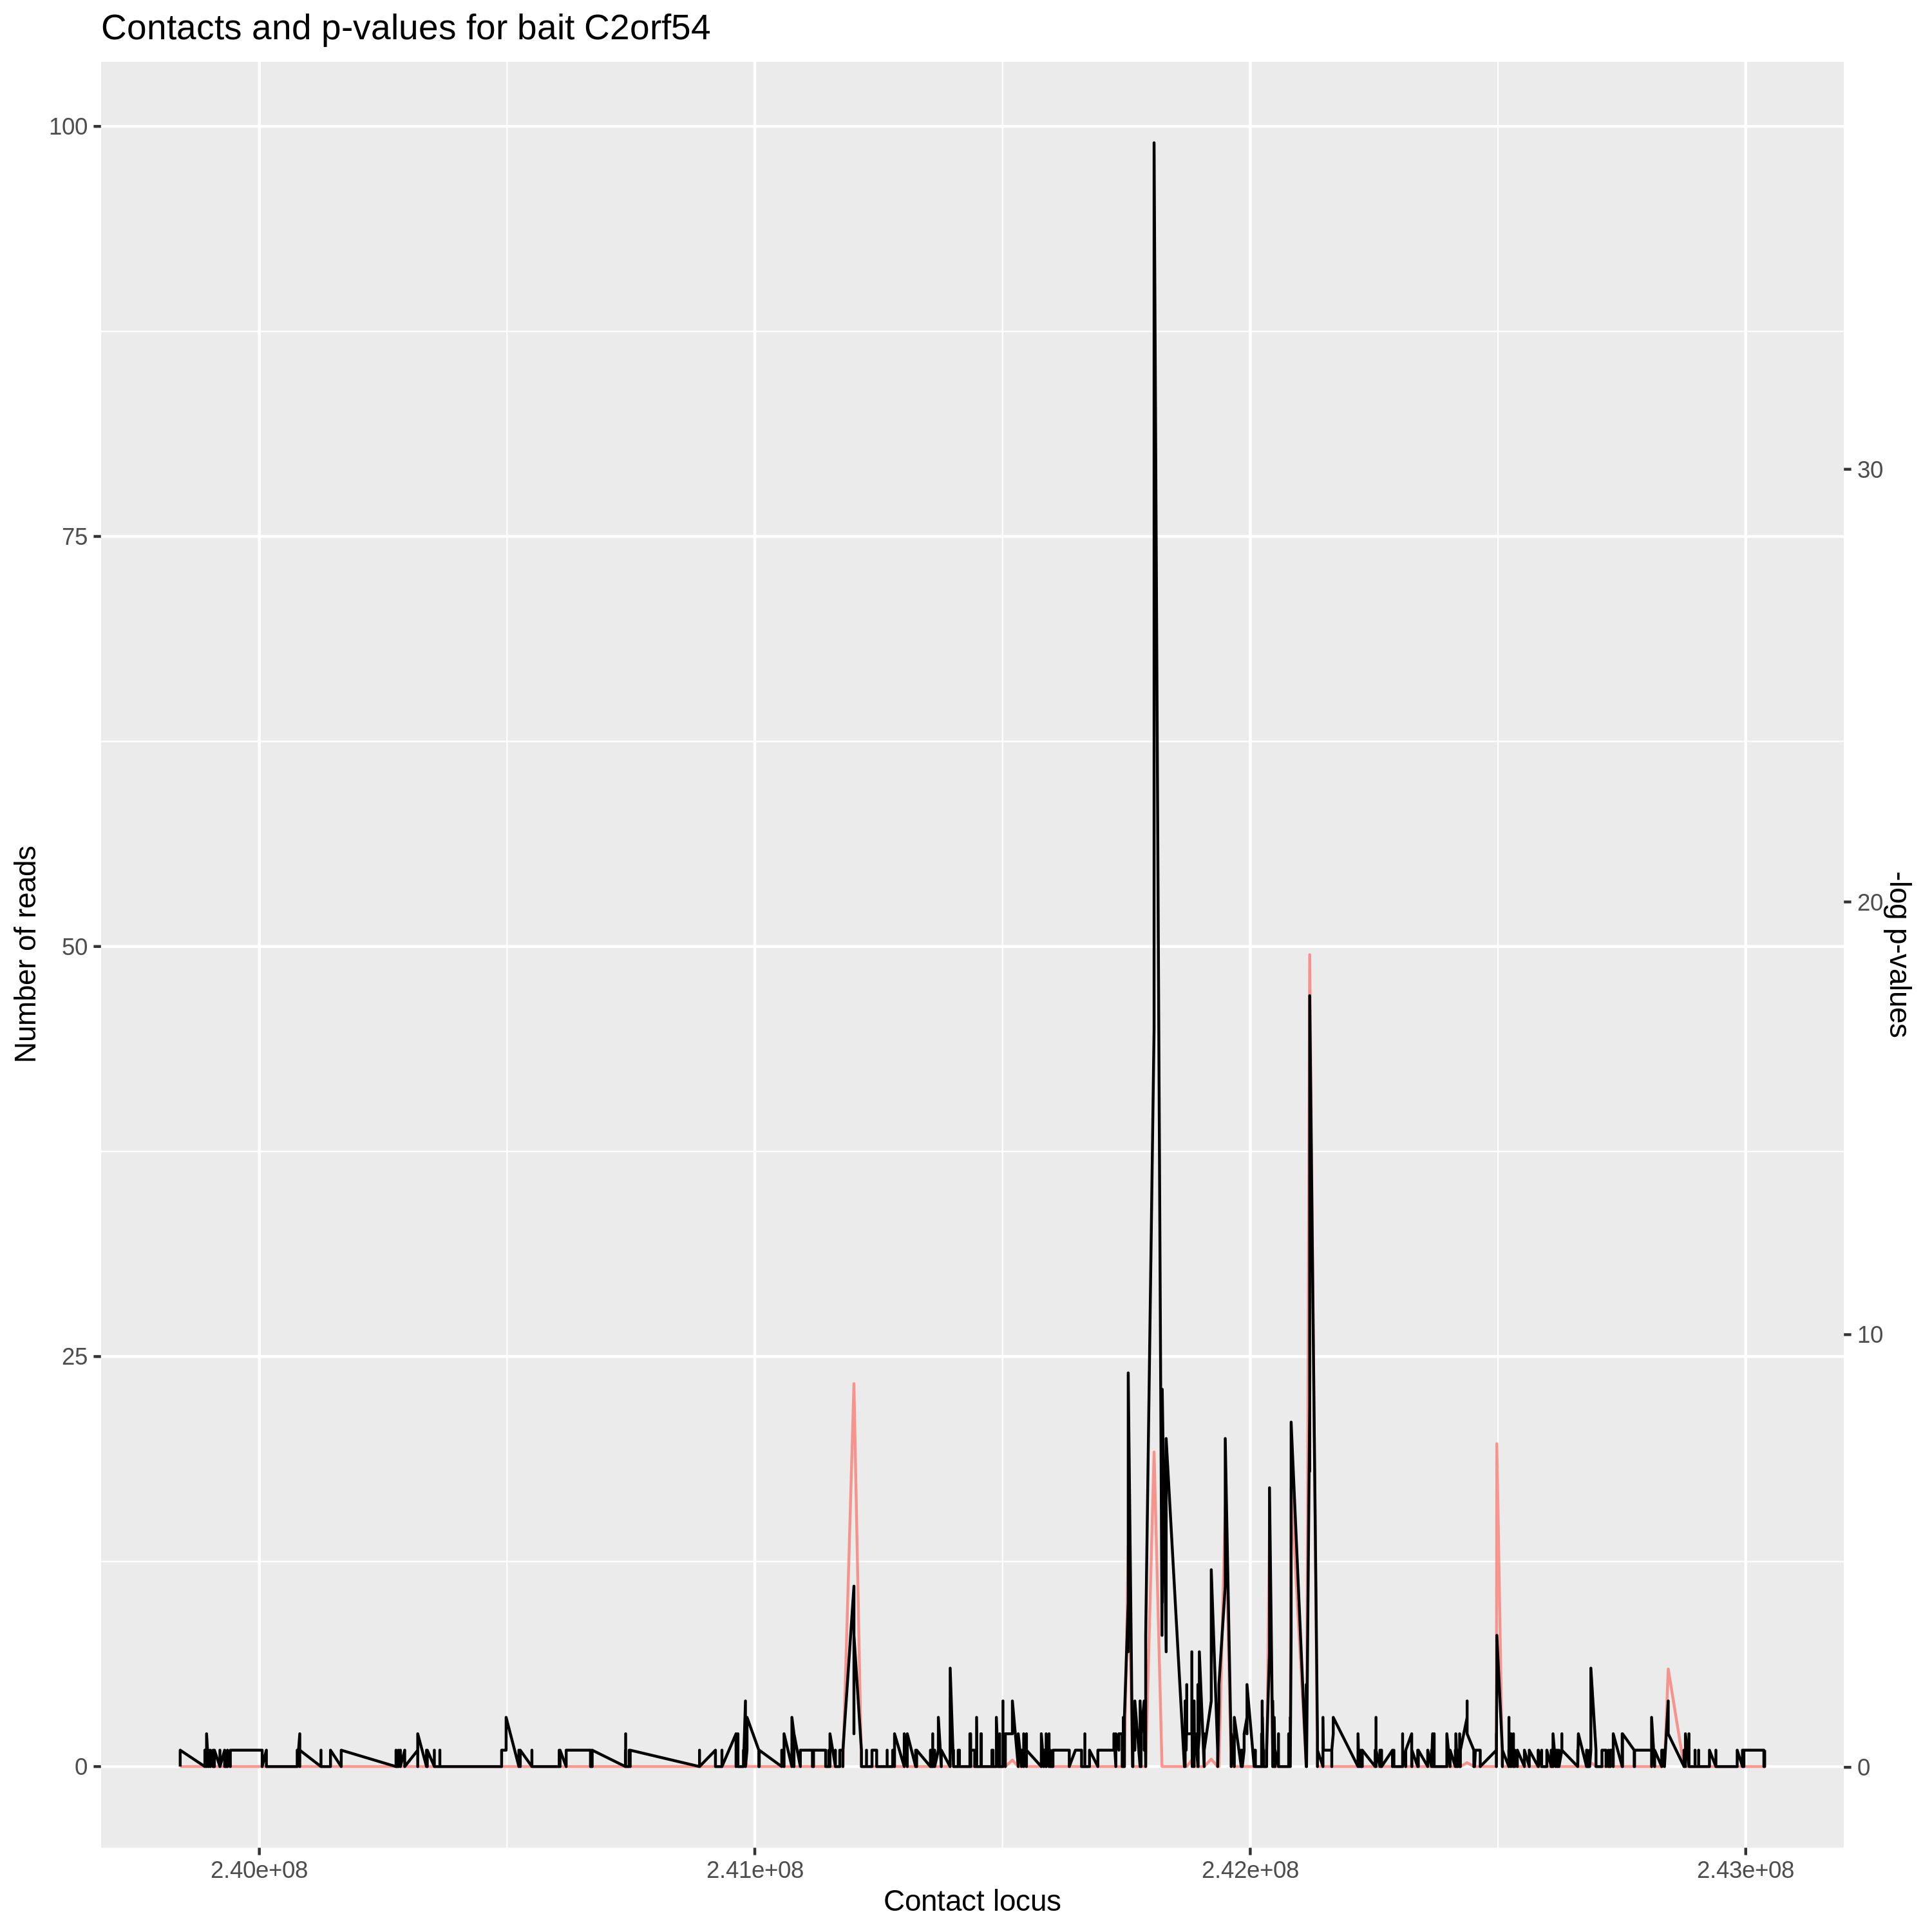 Contacts and p-values for bait C2orf54
100
75
50
25
0
Number of reads
30
20
10
0
-log p-values
2.40e+08
2.41e+08
2.42e+08
2.43e+08
Contact locus